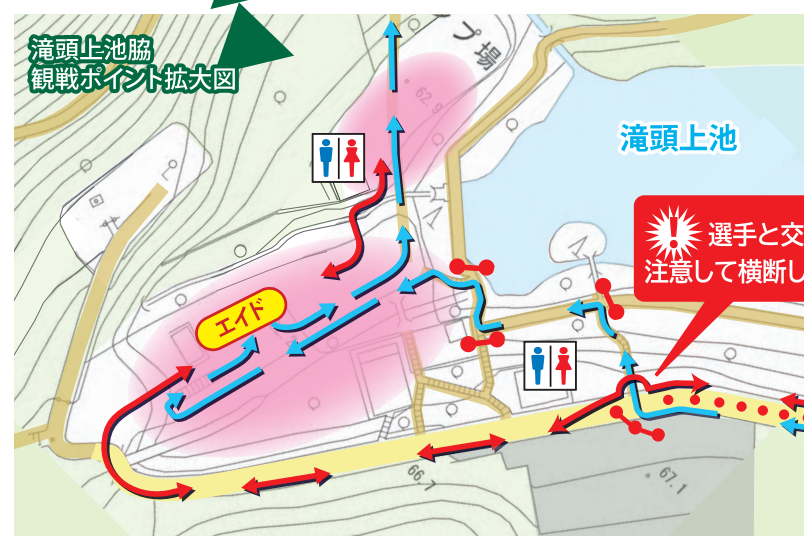 滝頭上池脇
観戦ポイント拡大図
ップ場
62.9
滝頭上池
選手と交
注意して横断し
エイド
66.7
67.1